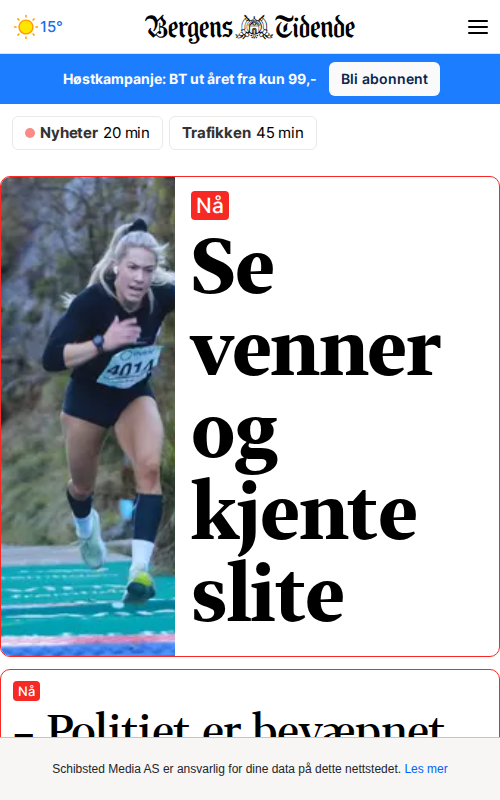 15°
Bergens Tidende
Høstkampanje: BT ut året fra kun 99,-
Bli abonnent
Nyheter 20 min
Trafikken 45 min
Nå
Se
venner
og
kjente
slite
4014
Nå
– Politiet er bevæpnet
Schibsted Media AS er ansvarlig for dine data på dette nettstedet. Les mer